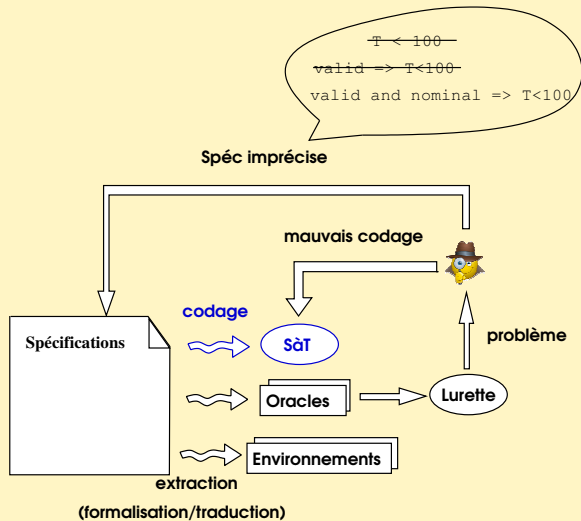 T < 100
valid => T<100
valid and nominal => T<100
Spéc imprécise
mauvais codage
codage
Spécifications
SàT
problème
Oracles
Lurette
Environnements
extraction
(formalisation/traduction)